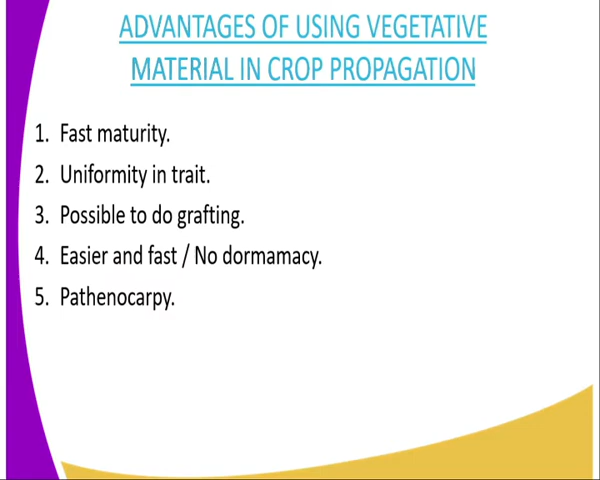 ADVANTAGES OF USING VEGETATIVE
MATERIAL IN CROP PROPAGATION
1. Fast maturity.
2. Uniformity in trait.
3. Possible to do grafting.
4. Easier and fast / No dormamacy.
5. Pathenocarpy.